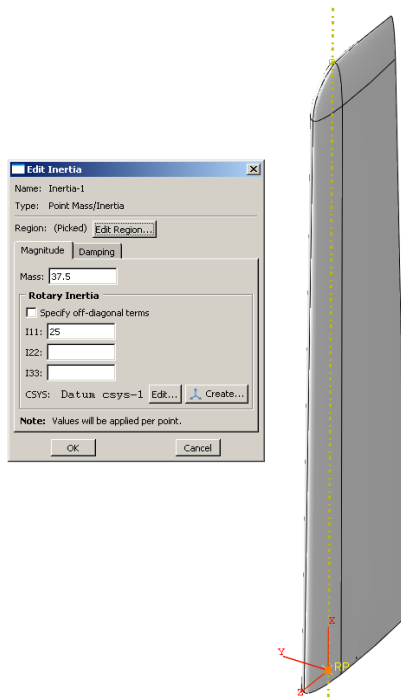 Edit Inertia
Name: Inertia-1
Type: Point Mass/Inertia
Region: (Picked) Edit Region...
Magnitude Damping
Mass: 37.5
Rotary Inertia
Specify off-diagonal terms
I11: 25
I22:
I33:
CSYS: Datum csys-1 Edit... Create...
Note: Values will be applied per point.
OK Cancel
X
Y
RP
Z